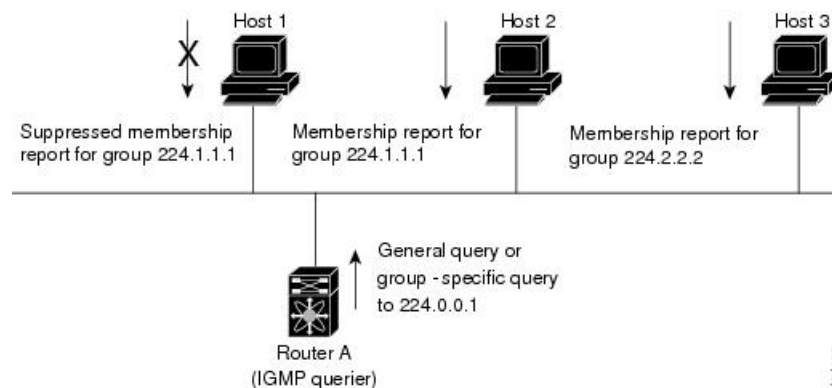 Host 1
Host 2
Host 3
X
Suppressed membership
report for group 224.1.1.1
Membership report for
group 224.1.1.1
Membership report for
group 224.2.2.2
General query or
group - specific query
to 224.0.0.1
Router A
(IGMP querier)